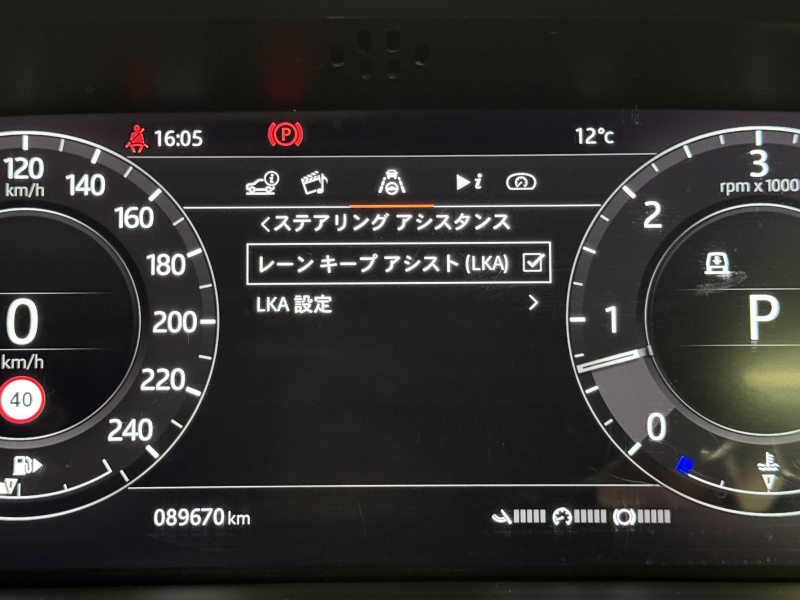 16:05
P
12°c
120
km/h
140
160
180
200
220
240
0
km/h
40
i
‹ステアリング アシスタンス
レーン キープ アシスト (LKA)
LKA 設定
3
rpm x 1000
2
1
0
P
089670 km